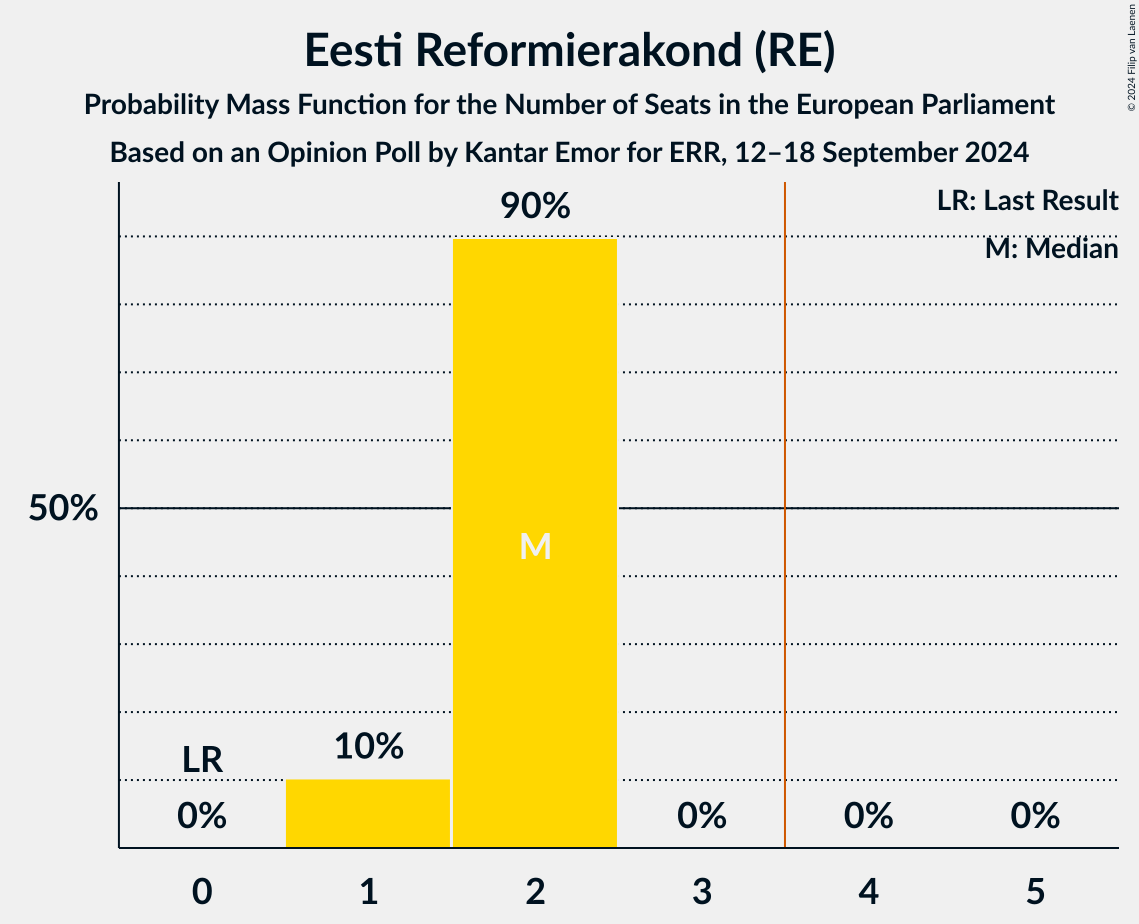 Eesti Reformierakond (RE)
Probability Mass Function for the Number of Seats in the European Parliament
Based on an Opinion Poll by Kantar Emor for ERR, 12–18 September 2024
© 2024 Filip van Laenen
90%
LR: Last Result
M: Median
50%
M
LR
10%
0%
0%
0%
0%
0
1
2
3
4
5